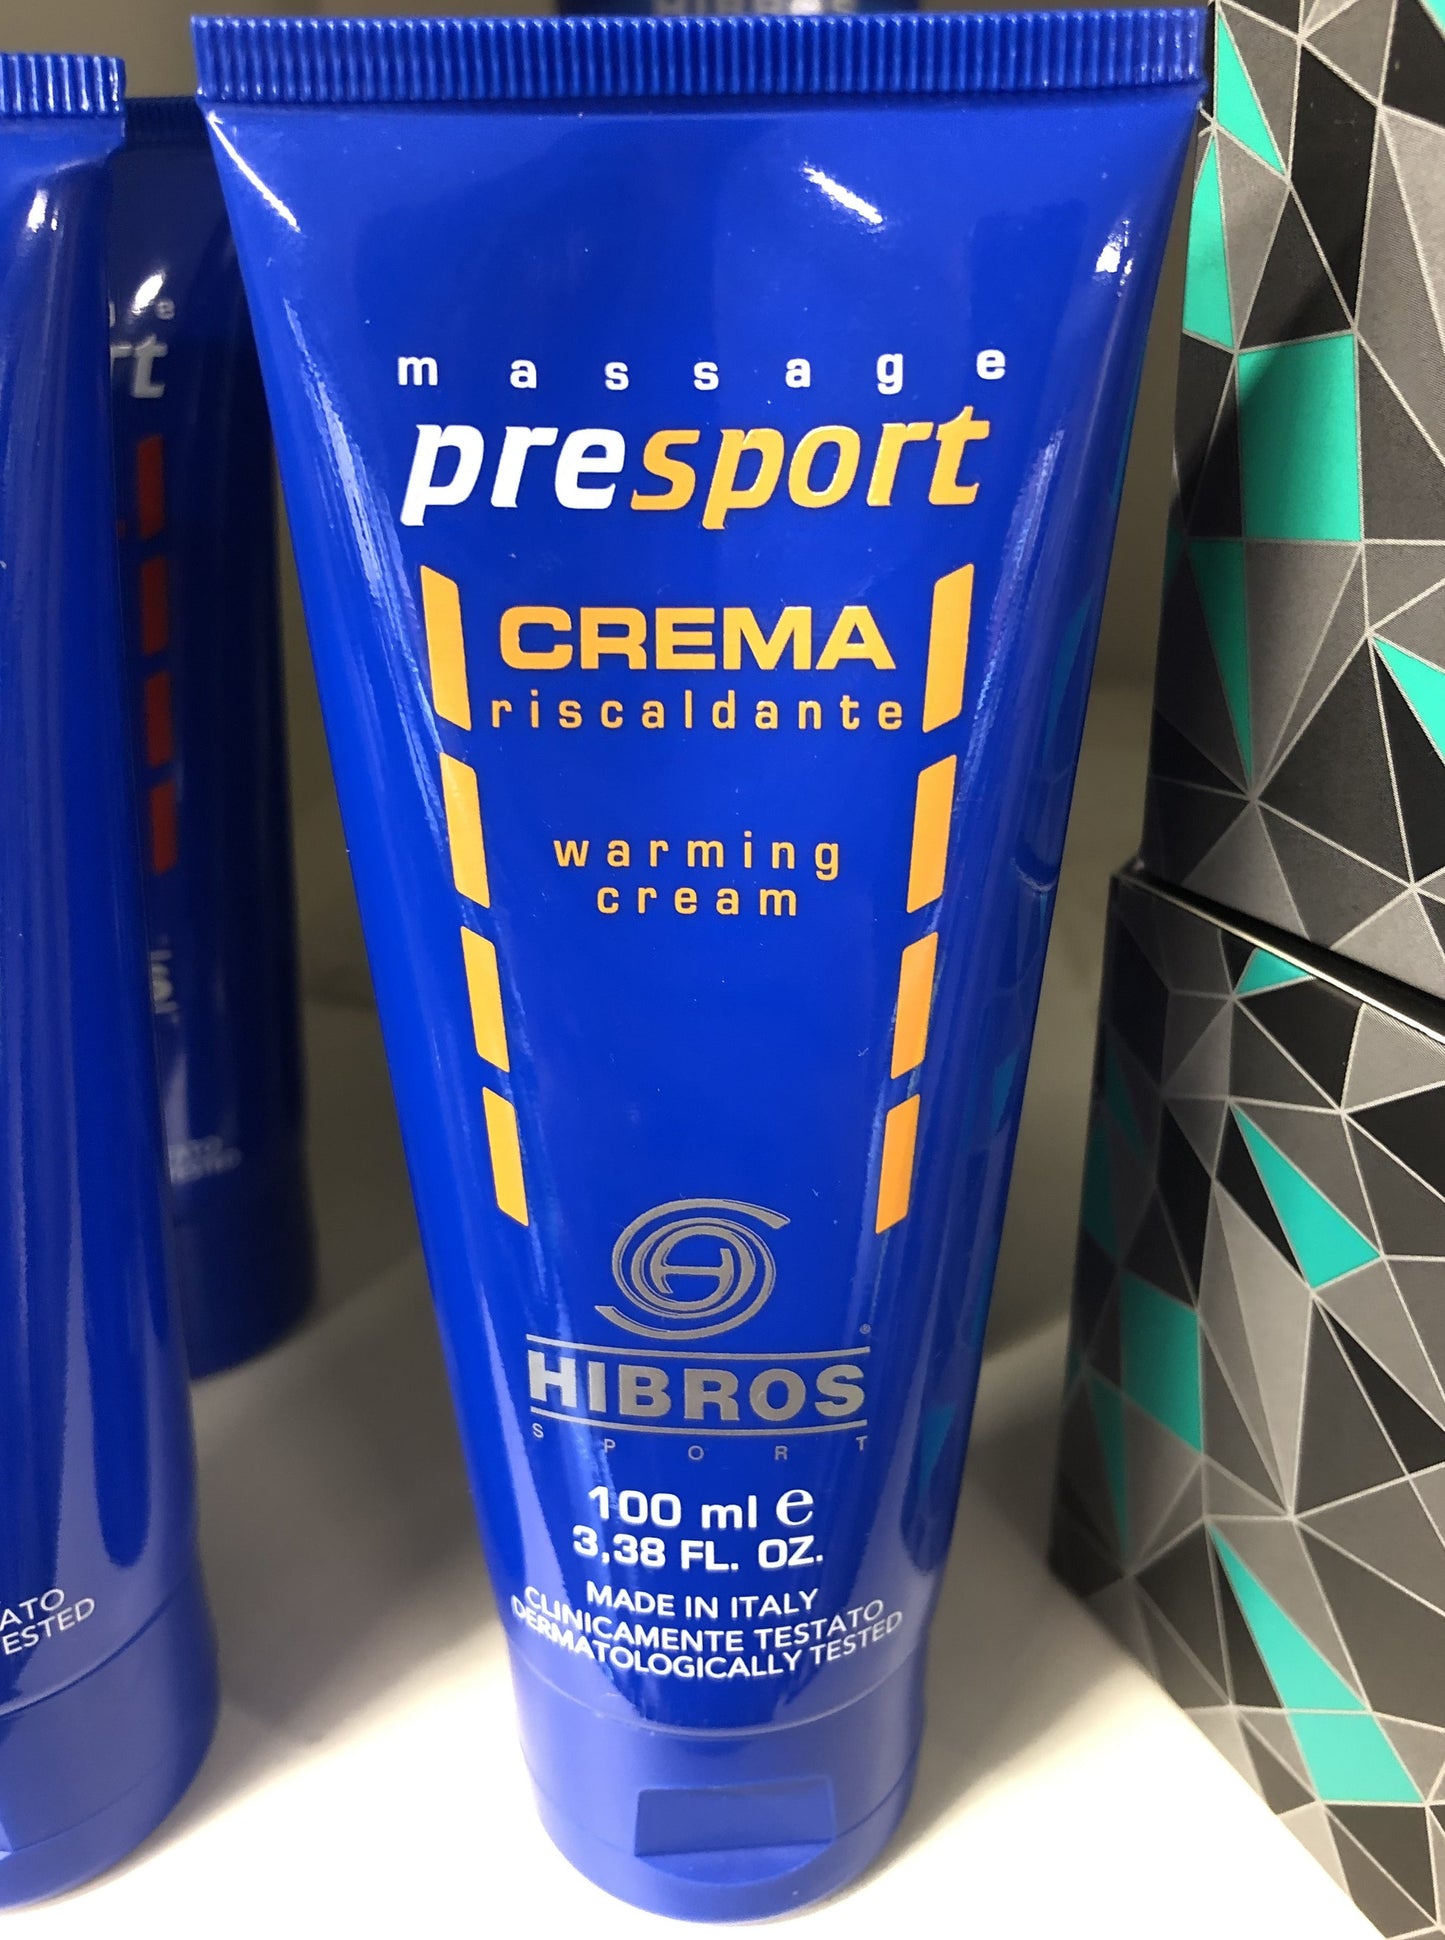 HIBROS
massage
presport
CREMA
riscaldante
warming
cream
HIBROS
SPORT
100 ml e
3,38 FL. OZ.
MADE IN ITALY
CLINICAMENTE TESTATO
DERMATOLOGICALLY TESTED